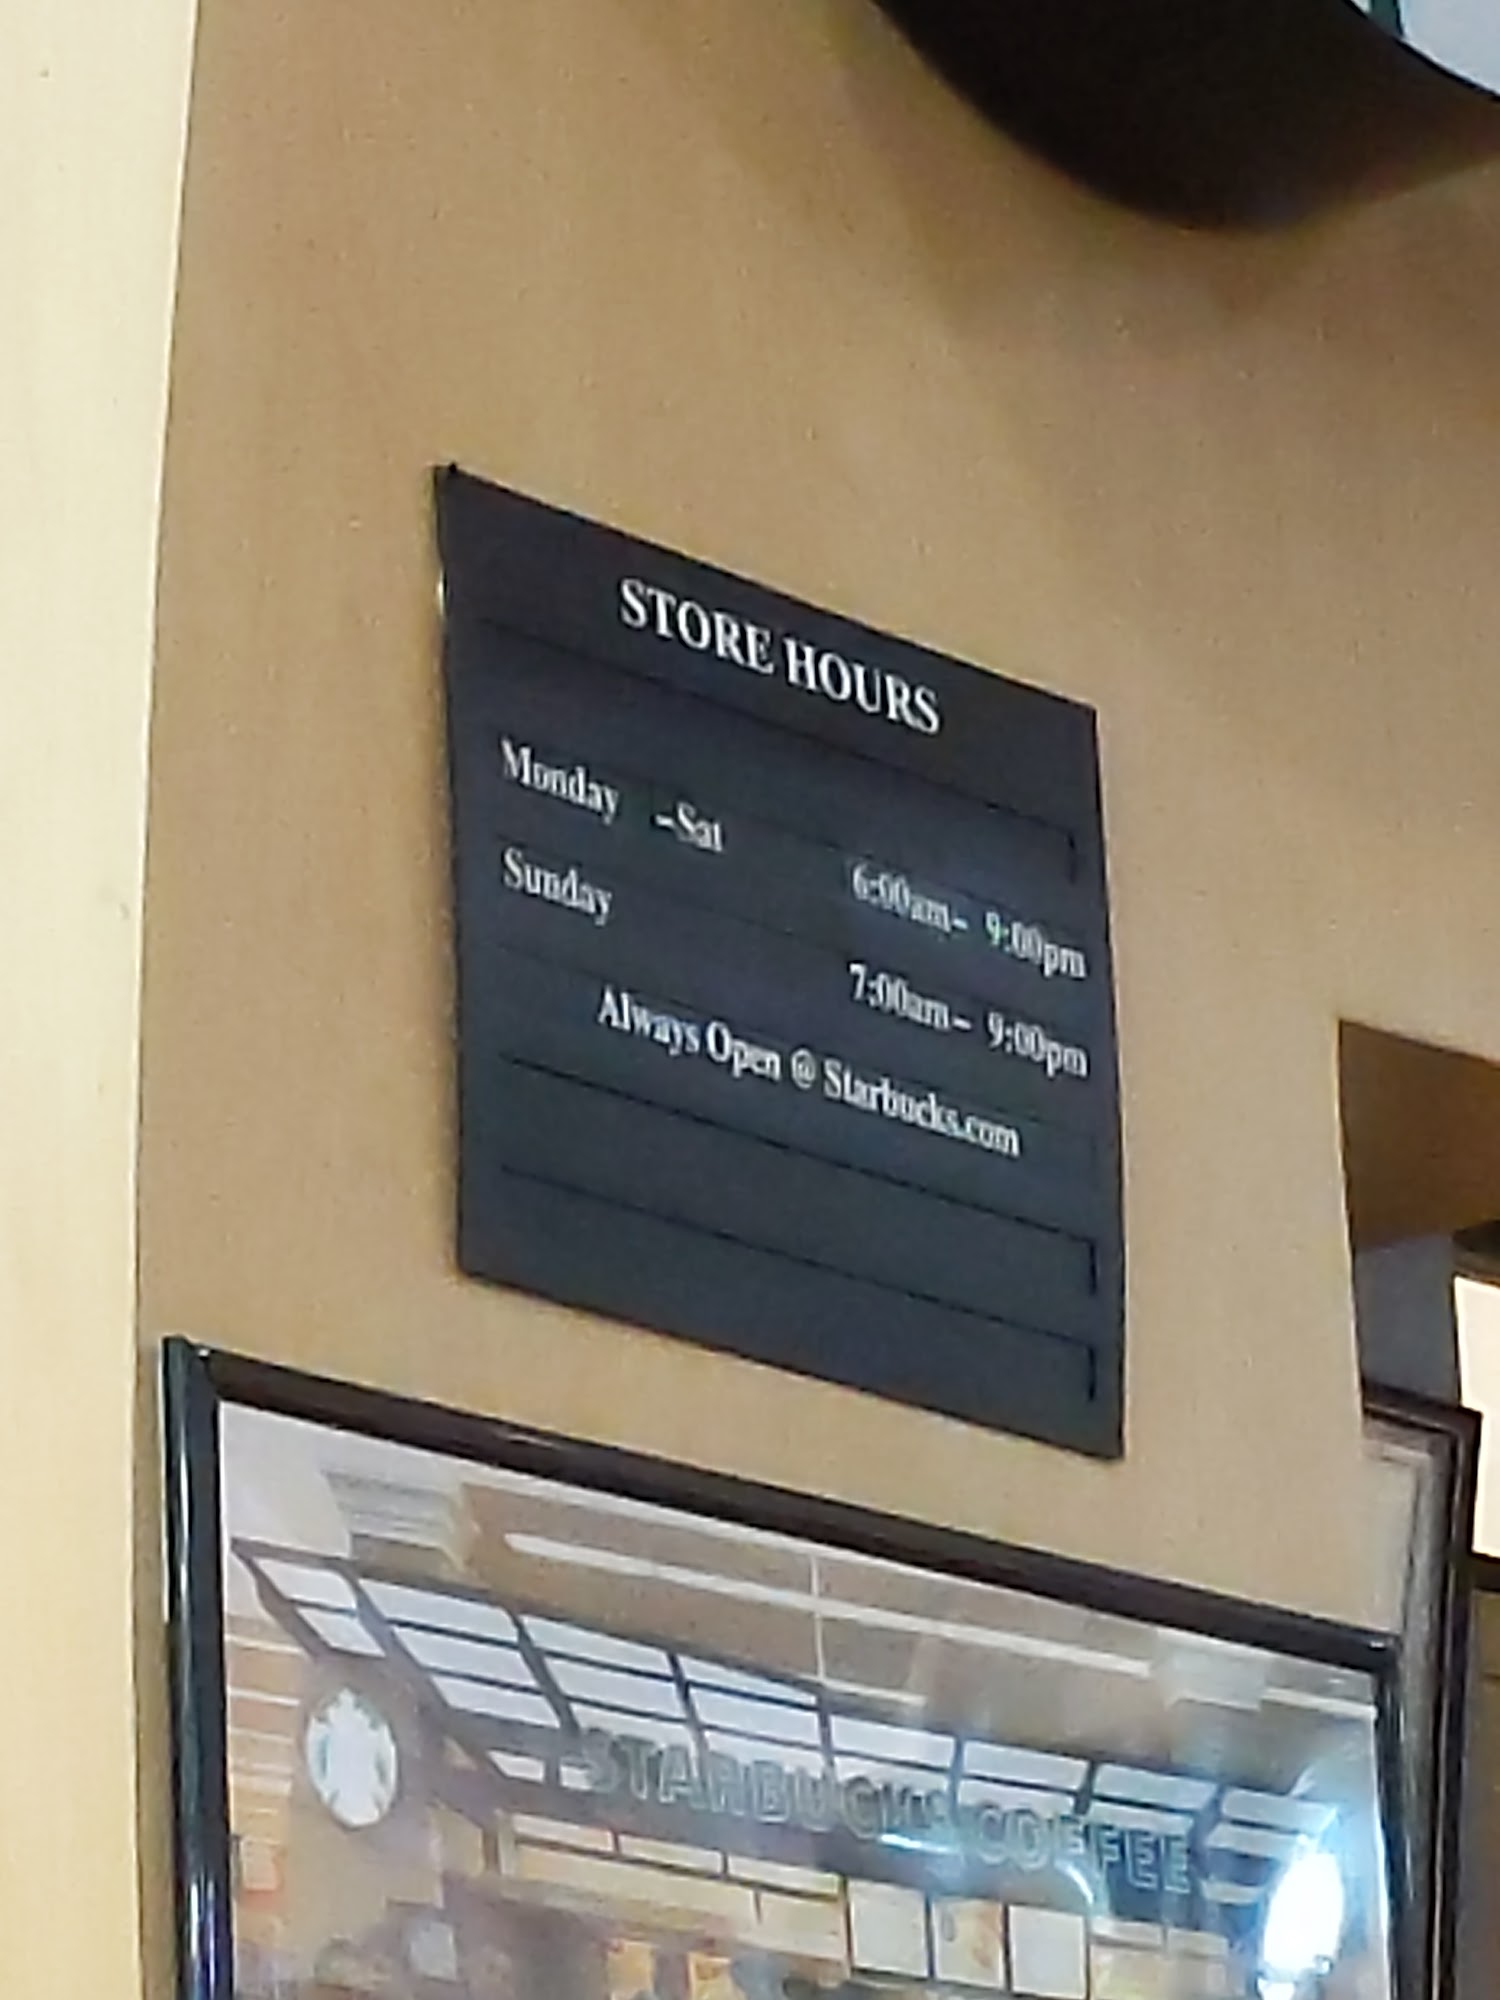 STORE HOURS
Monday -Sat 6:00am- 9:00pm
Sunday 7:00am- 9:00pm
Always Open @ Starbucks.com
STARBUCKS COFFEE